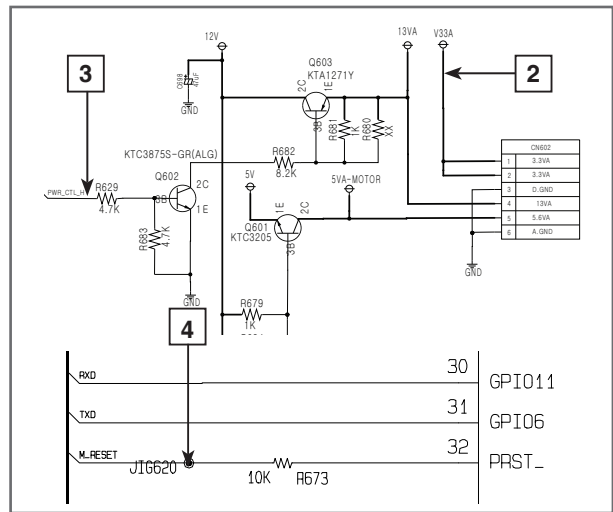 12V
13VA
V33A
3
2
C698
47uF
GND
Q603
KTA1271Y
2C
1E
3B
R681
1K
R680
XX
KTC3875S-GR(ALG)
R682
8.2K
Q602
PWR_CTL_H
R629
4.7K
3B
2C
1E
R683
4.7K
GND
5V
5VA-MOTOR
Q601
KTC3205
1E
2C
3B
CN602
1 3.3VA
2 3.3VA
3 D.GND
4 13VA
5 5.6VA
6 A.GND
GND
R679
1K
4
RXD
30
GPIO11
TXD
31
GPIO6
M_RESET
JIG620
10K
R673
32
PRST_